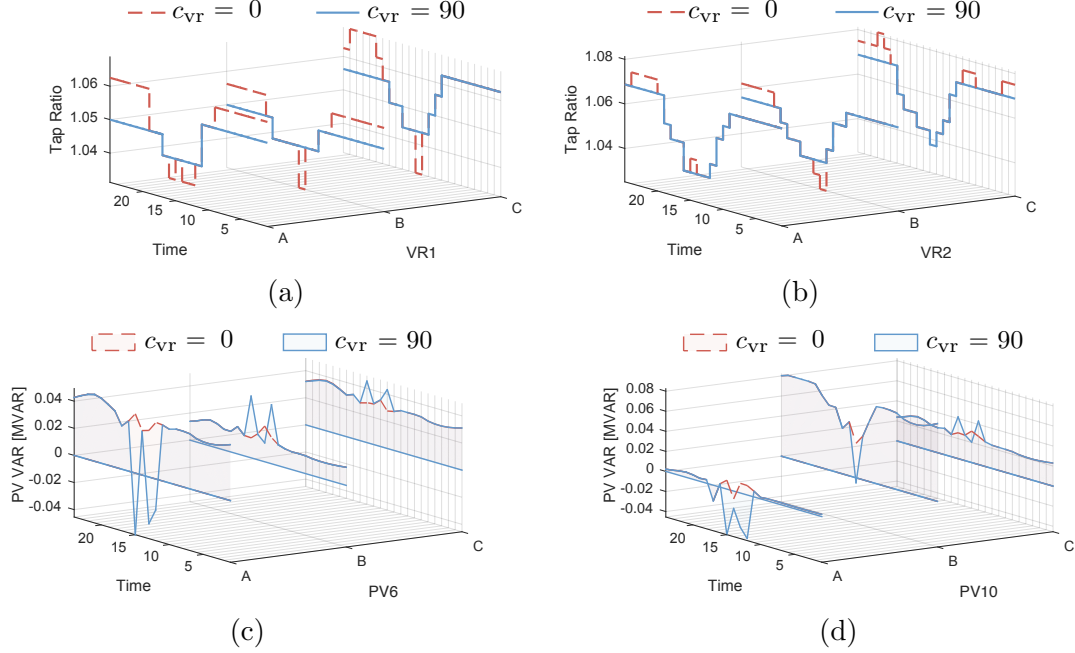 c_vr = 0 c_vr = 90
c_vr = 0 c_vr = 90
Tap Ratio
1.06
1.05
1.04
20
15
10
5
Time
A
B
C
VR1
(a)
Tap Ratio
1.08
1.06
1.04
20
15
10
5
Time
A
B
C
VR2
(b)
c_vr = 0 c_vr = 90
c_vr = 0 c_vr = 90
PV VAR [MVAR]
0.04
0.02
0
-0.02
-0.04
20
15
10
5
Time
A
B
C
PV6
(c)
PV VAR [MVAR]
0.08
0.06
0.04
0.02
0
-0.02
-0.04
20
15
10
5
Time
A
B
C
PV10
(d)